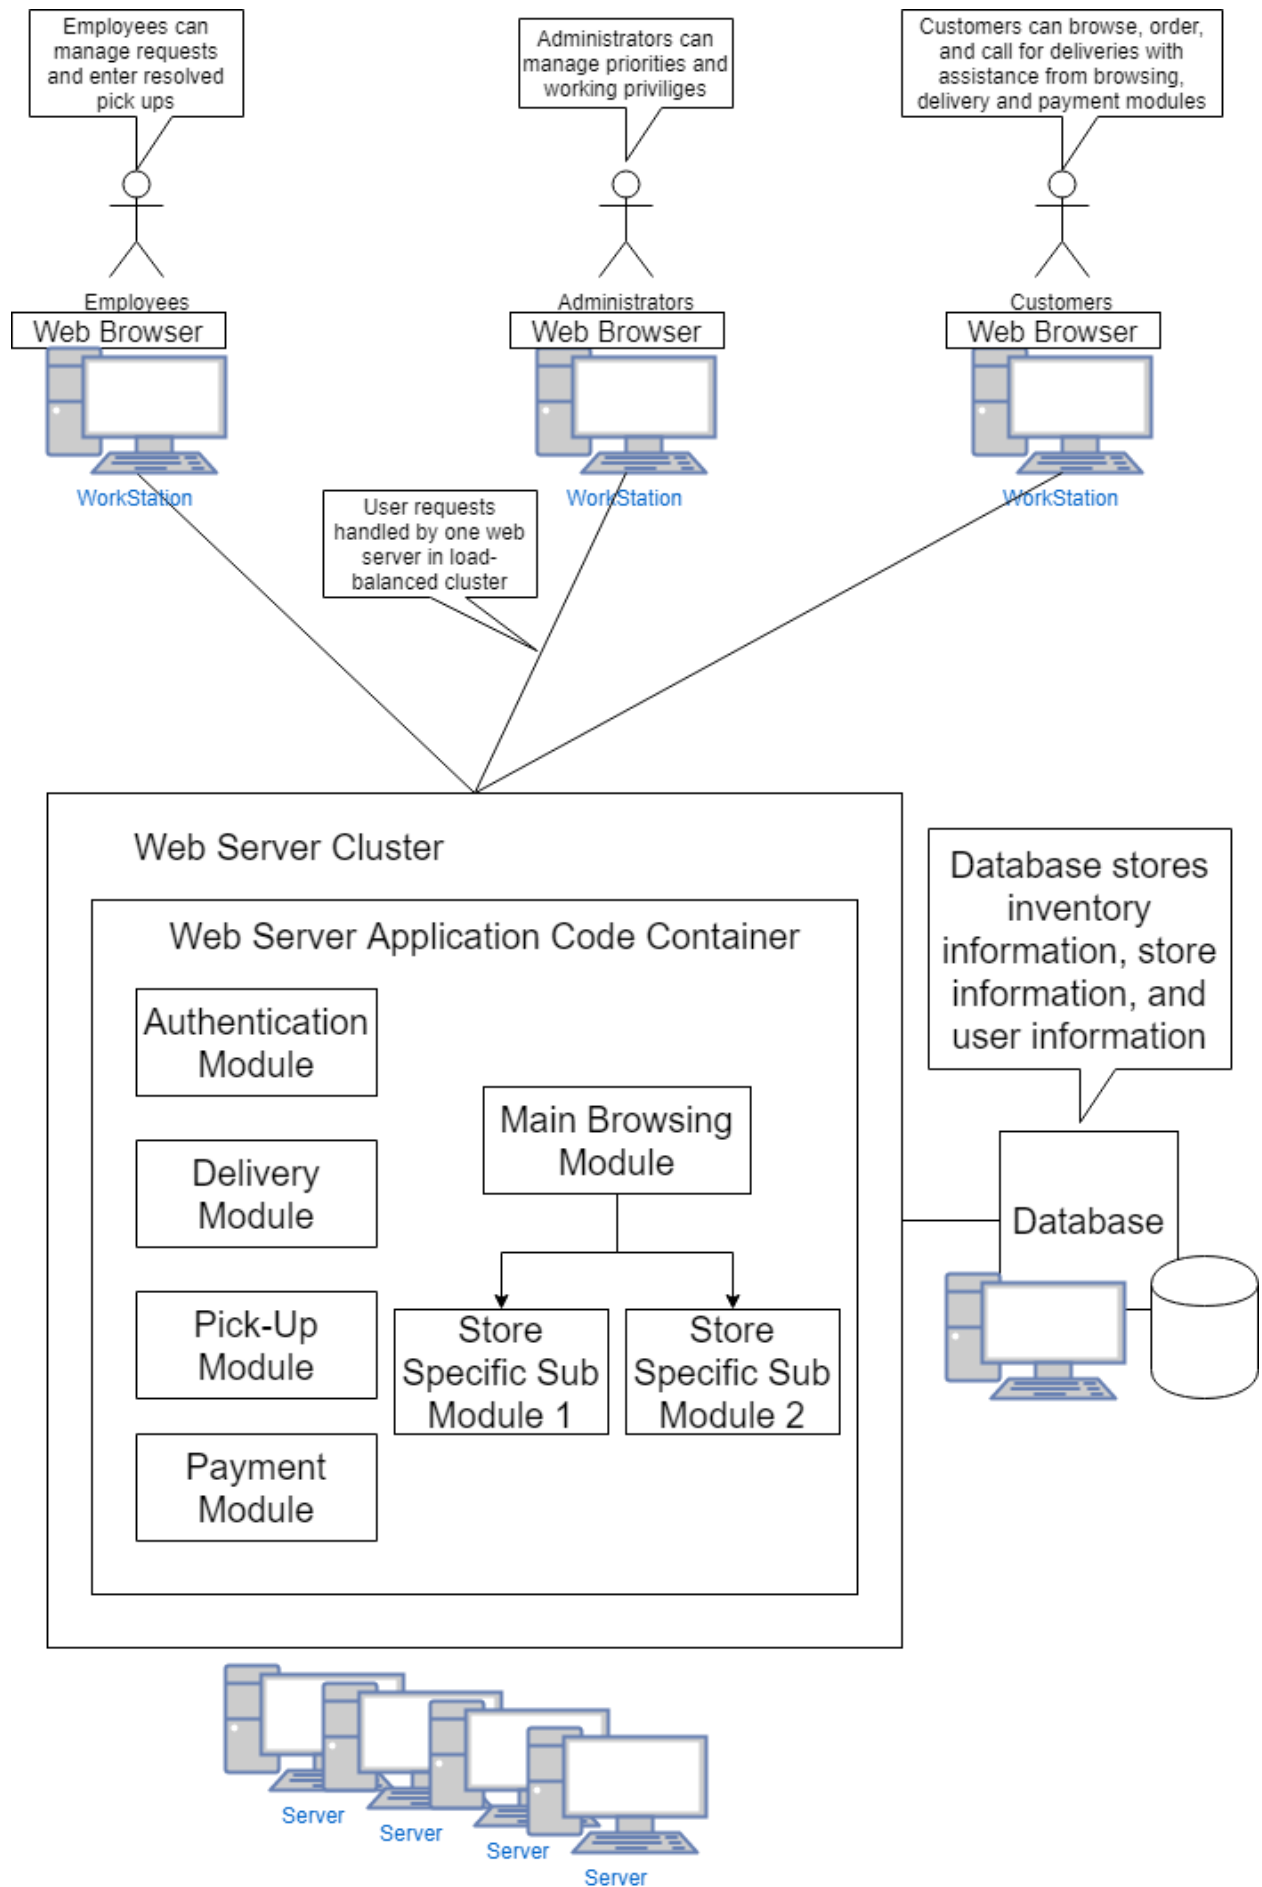 Employees can
manage requests
and enter resolved
pick ups
Administrators can
manage priorities and
working priviliges
Customers can browse, order,
and call for deliveries with
assistance from browsing,
delivery and payment modules
Employees
Web Browser
WorkStation
Administrators
Web Browser
WorkStation
Customers
Web Browser
WorkStation
User requests
handled by one web
server in load-
balanced cluster
Web Server Cluster
Web Server Application Code Container
Authentication
Module
Delivery
Module
Pick-Up
Module
Payment
Module
Main Browsing
Module
Store
Specific Sub
Module 1
Store
Specific Sub
Module 2
Database stores
inventory
information, store
information, and
user information
Database
Server
Server
Server
Server